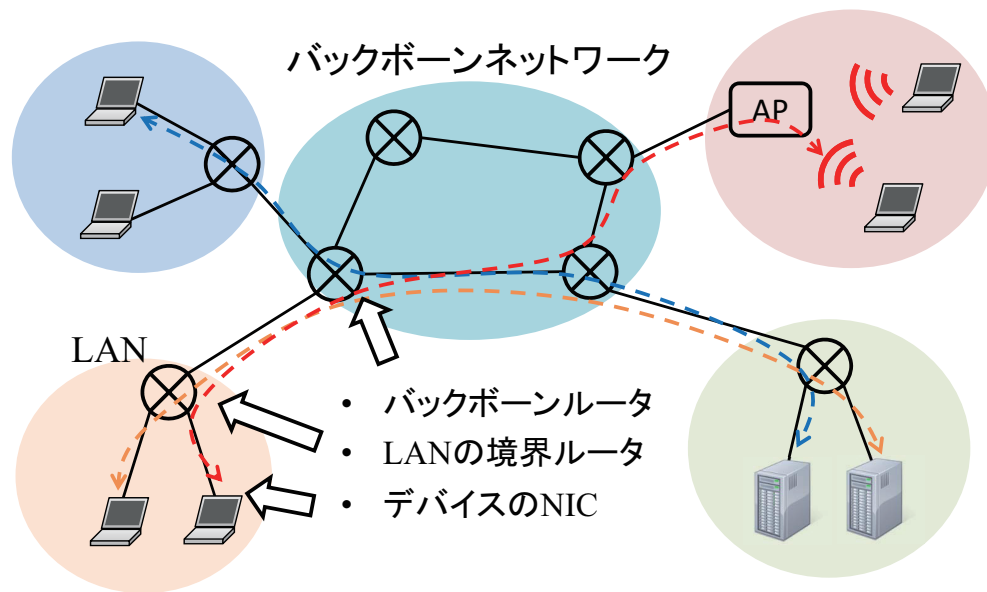 バックボーンネットワーク
AP
LAN
• バックボーンルータ
• LANの境界ルータ
• デバイスのNIC